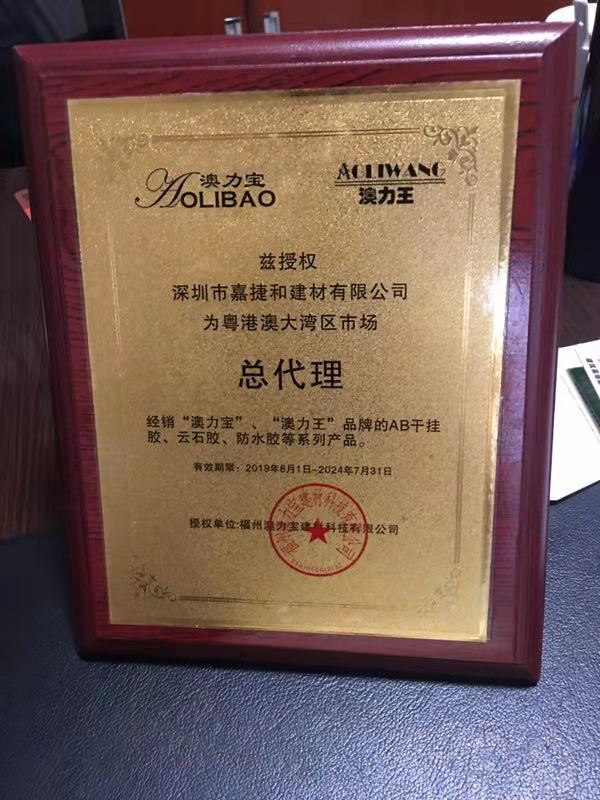 澳力宝
AOLIBAO
AOLIWANG
澳力王
兹授权
深圳市嘉捷和建材有限公司
为粤港澳大湾区市场
总代理
经销“澳力宝”、“澳力王”品牌的AB干挂
胶、云石胶、防水胶等系列产品。
有效期限：2019年8月1日-2024年7月31日
授权单位:福州澳力宝建材科技有限公司